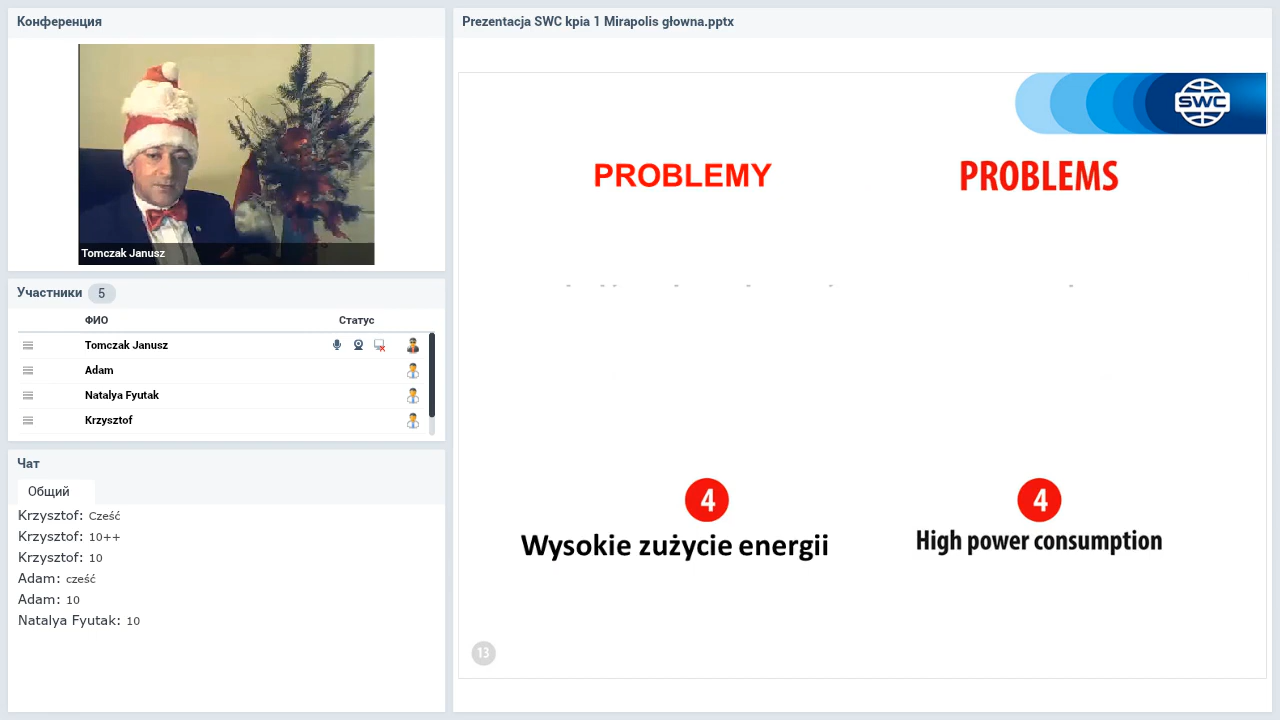 Конференция
Tomczak Janusz
Участники 5
ФИО Статус
Tomczak Janusz
Adam
Natalya Fyutak
Krzysztof
Чат
Общий
Krzysztof: Cześć
Krzysztof: 10++
Krzysztof: 10
Adam: cześć
Adam: 10
Natalya Fyutak: 10
Prezentacja SWC kpia 1 Mirapolis głowna.pptx
SWC
PROBLEMY
PROBLEMS
4
Wysokie zużycie energii
4
High power consumption
13